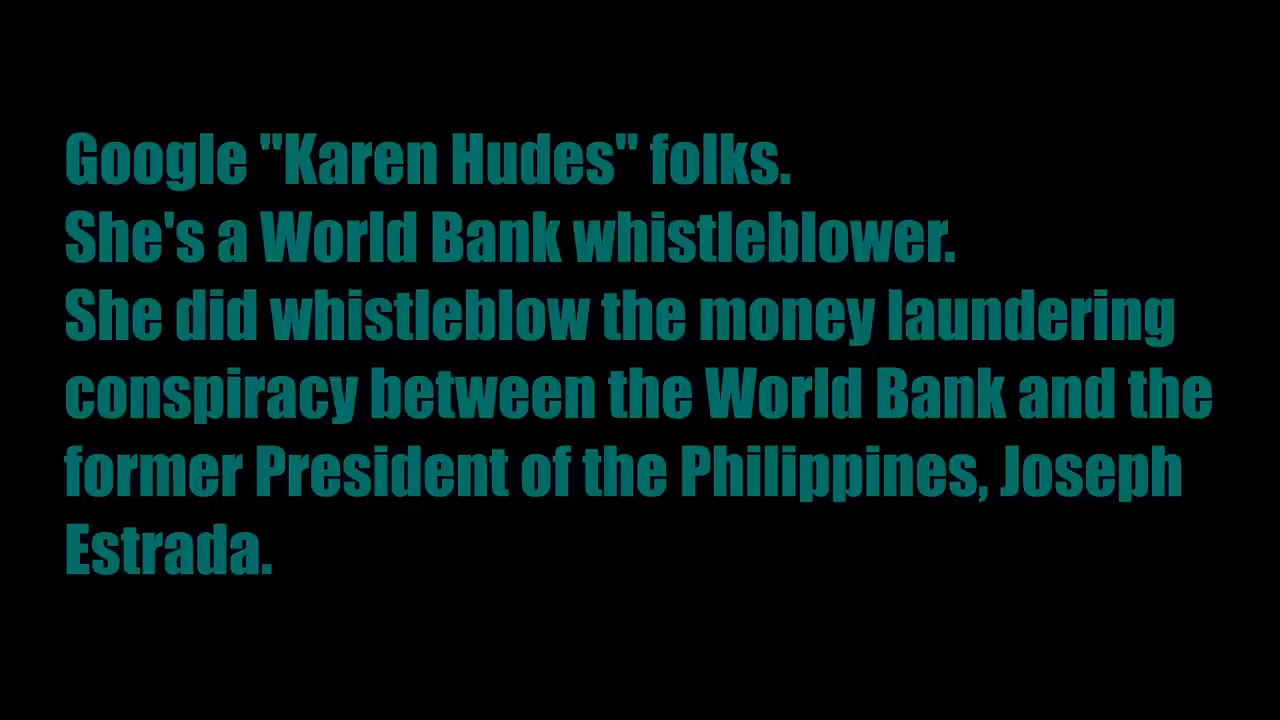 Google "Karen Hudes" folks.
She's a World Bank whistleblower.
She did whistleblow the money laundering
conspiracy between the World Bank and the
former President of the Philippines, Joseph
Estrada.